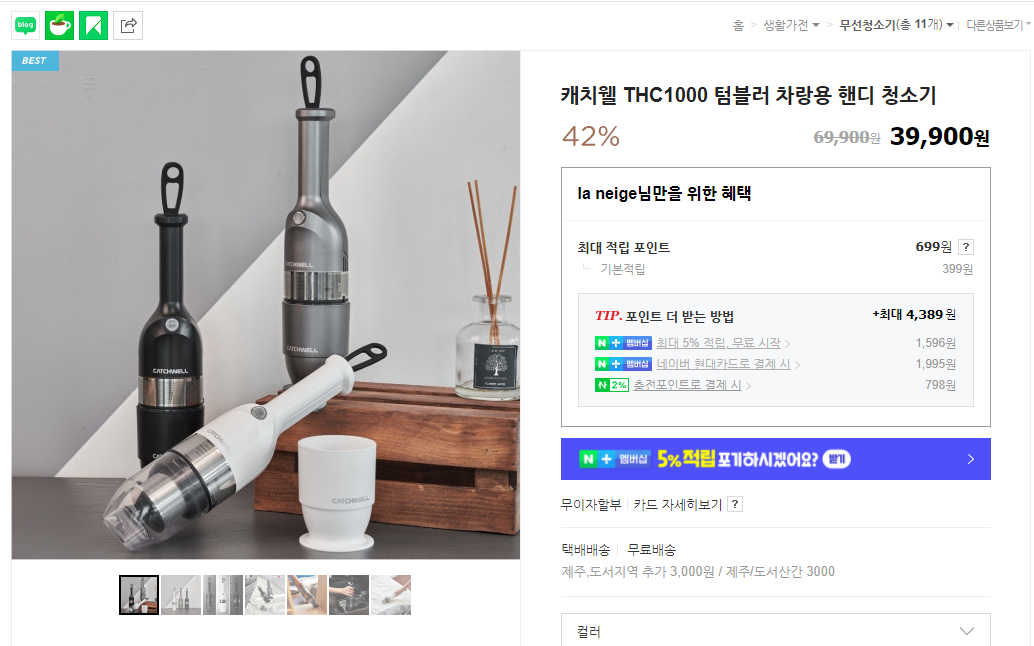 blog
홈 > 생활가전 > 무선청소기(총 11개) 다른상품보기
BEST
CATCHWELL
CATCHWELL
CATCHWELL
CATCHWELL
CATCHWELL
캐치웰 THC1000 텀블러 차랑용 핸디 청소기
42% 69,900원 39,900원
la neige님만을 위한 혜택
최대 적립 포인트 699원 ?
기본적립 399원
TIP. 포인트 더 받는 방법 +최대 4,389원
N + 멤버십 최대 5% 적립, 무료 시작 > 1,596원
N + 멤버십 네이버 현대카드로 결제 시 > 1,995원
N 2% 충전포인트로 결제 시 > 798원
N + 멤버십 5%적립 포기하시겠어요? 받기 >
무이자할부 카드 자세히보기 ?
택배배송 무료배송
제주,도서지역 추가 3,000원 / 제주/도서산간 3000
컬러